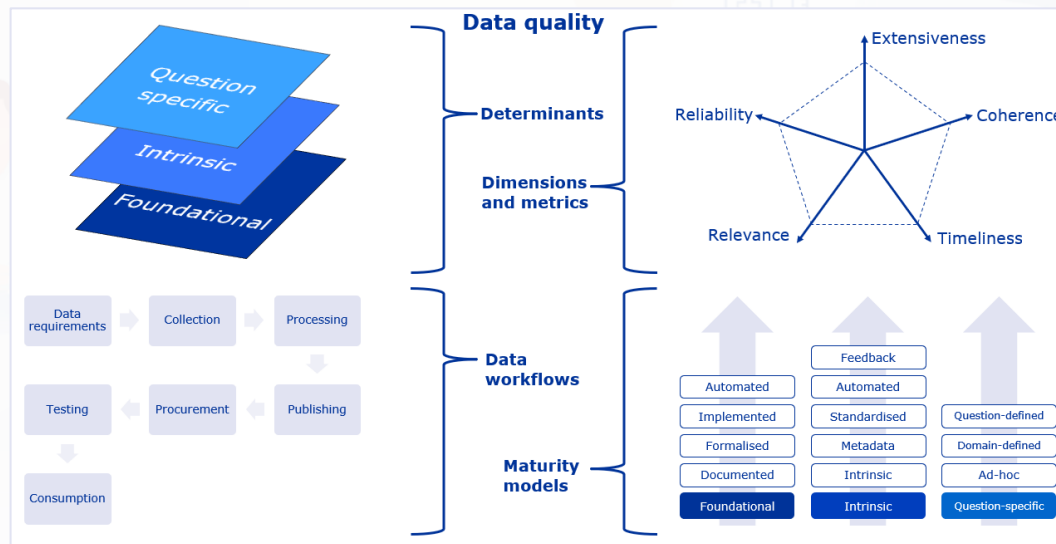 Data quality
Question
specific
Intrinsic
Foundational
Determinants
Dimensions
and metrics
Extensiveness
Reliability
Coherence
Relevance
Timeliness
Data
requirements
Collection
Processing
Testing
Procurement
Publishing
Consumption
Data
workflows
Maturity
models
Feedback
Automated
Automated
Implemented
Standardised
Question-defined
Formalised
Metadata
Domain-defined
Documented
Intrinsic
Ad-hoc
Foundational
Intrinsic
Question-specific